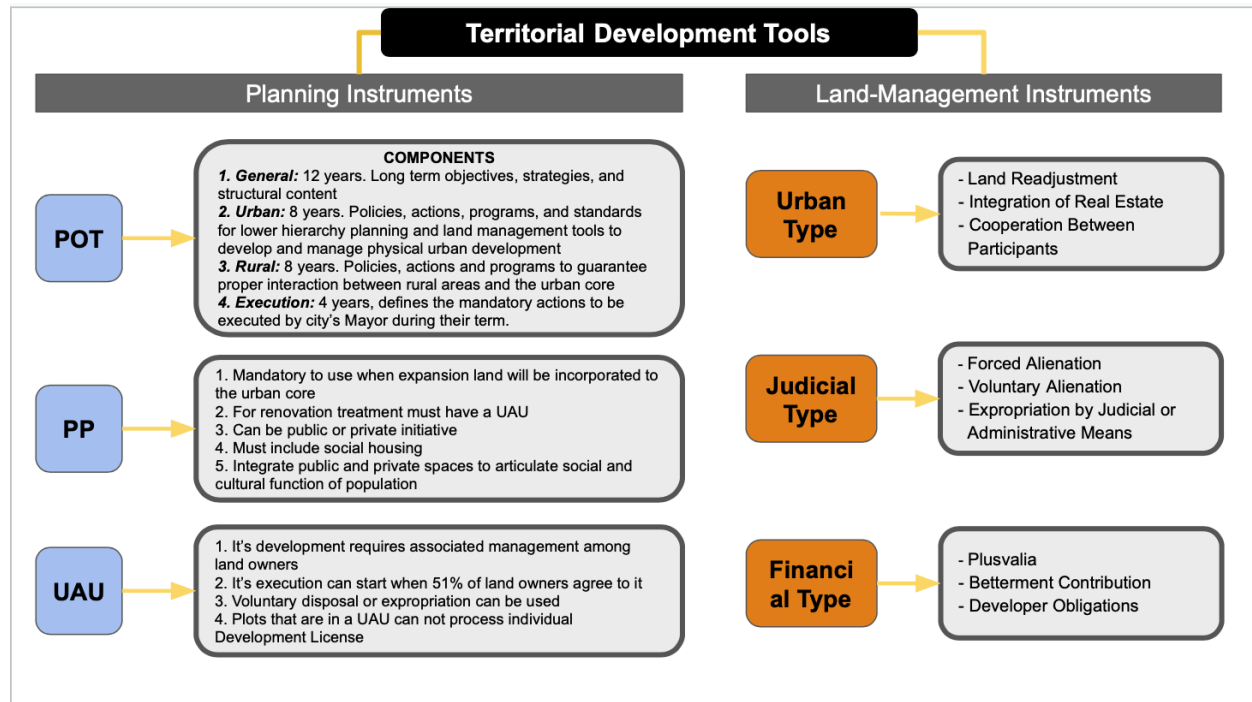 Territorial Development Tools
Planning Instruments
POT
COMPONENTS
1. General: 12 years. Long term objectives, strategies, and
structural content
2. Urban: 8 years. Policies, actions, programs, and standards
for lower hierarchy planning and land management tools to
develop and manage physical urban development
3. Rural: 8 years. Policies, actions and programs to guarantee
proper interaction between rural areas and the urban core
4. Execution: 4 years, defines the mandatory actions to be
executed by city's Mayor during their term.
PP
1. Mandatory to use when expansion land will be incorporated to
the urban core
2. For renovation treatment must have a UAU
3. Can be public or private initiative
4. Must include social housing
5. Integrate public and private spaces to articulate social and
cultural function of population
UAU
1. It's development requires associated management among
land owners
2. It's execution can start when 51% of land owners agree to it
3. Voluntary disposal or expropriation can be used
4. Plots that are in a UAU can not process individual
Development License
Land-Management Instruments
Urban
Type
- Land Readjustment
- Integration of Real Estate
- Cooperation Between
Participants
Judicial
Type
- Forced Alienation
- Voluntary Alienation
- Expropriation by Judicial or
Administrative Means
Financi
al Type
- Plusvalia
- Betterment Contribution
- Developer Obligations